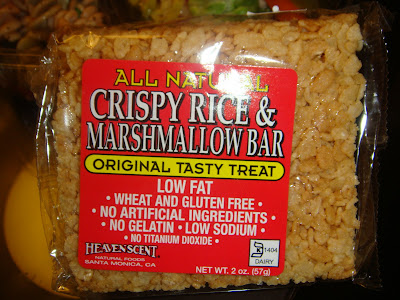 ALL NATURAL
CRISPY RICE &
MARSHMALLOW BAR
ORIGINAL TASTY TREAT
LOW FAT
• WHEAT AND GLUTEN FREE •
• NO ARTIFICIAL INGREDIENTS •
• NO GELATIN • LOW SODIUM •
• NO TITANIUM DIOXIDE •
HEAVEN SCENT
NATURAL FOODS
SANTA MONICA, CA
K 1404
DAIRY
NET WT. 2 oz. (57g)